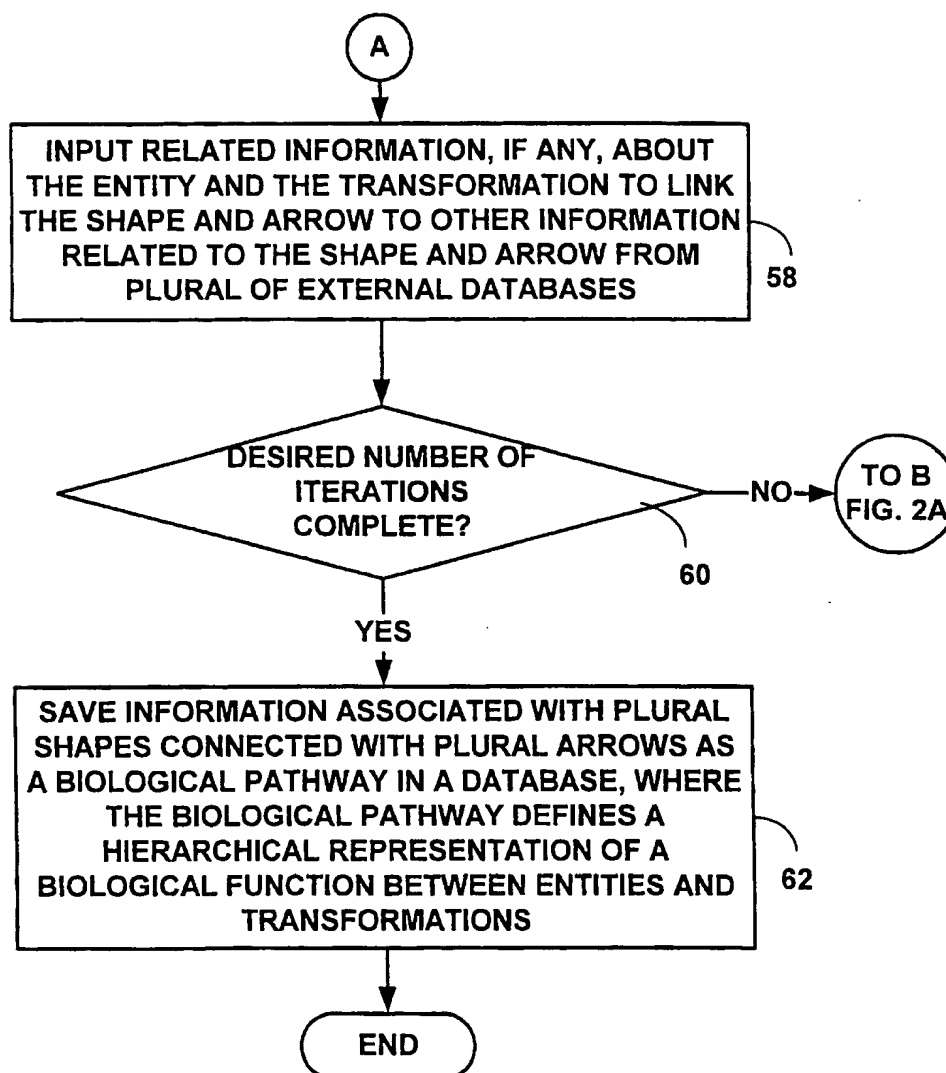 A
INPUT RELATED INFORMATION, IF ANY, ABOUT
THE ENTITY AND THE TRANSFORMATION TO LINK
THE SHAPE AND ARROW TO OTHER INFORMATION
RELATED TO THE SHAPE AND ARROW FROM
PLURAL OF EXTERNAL DATABASES
58
DESIRED NUMBER OF
ITERATIONS
COMPLETE?
NO
TO B
FIG. 2A
60
YES
SAVE INFORMATION ASSOCIATED WITH PLURAL
SHAPES CONNECTED WITH PLURAL ARROWS AS
A BIOLOGICAL PATHWAY IN A DATABASE, WHERE
THE BIOLOGICAL PATHWAY DEFINES A
HIERARCHICAL REPRESENTATION OF A
BIOLOGICAL FUNCTION BETWEEN ENTITIES AND
TRANSFORMATIONS
62
END